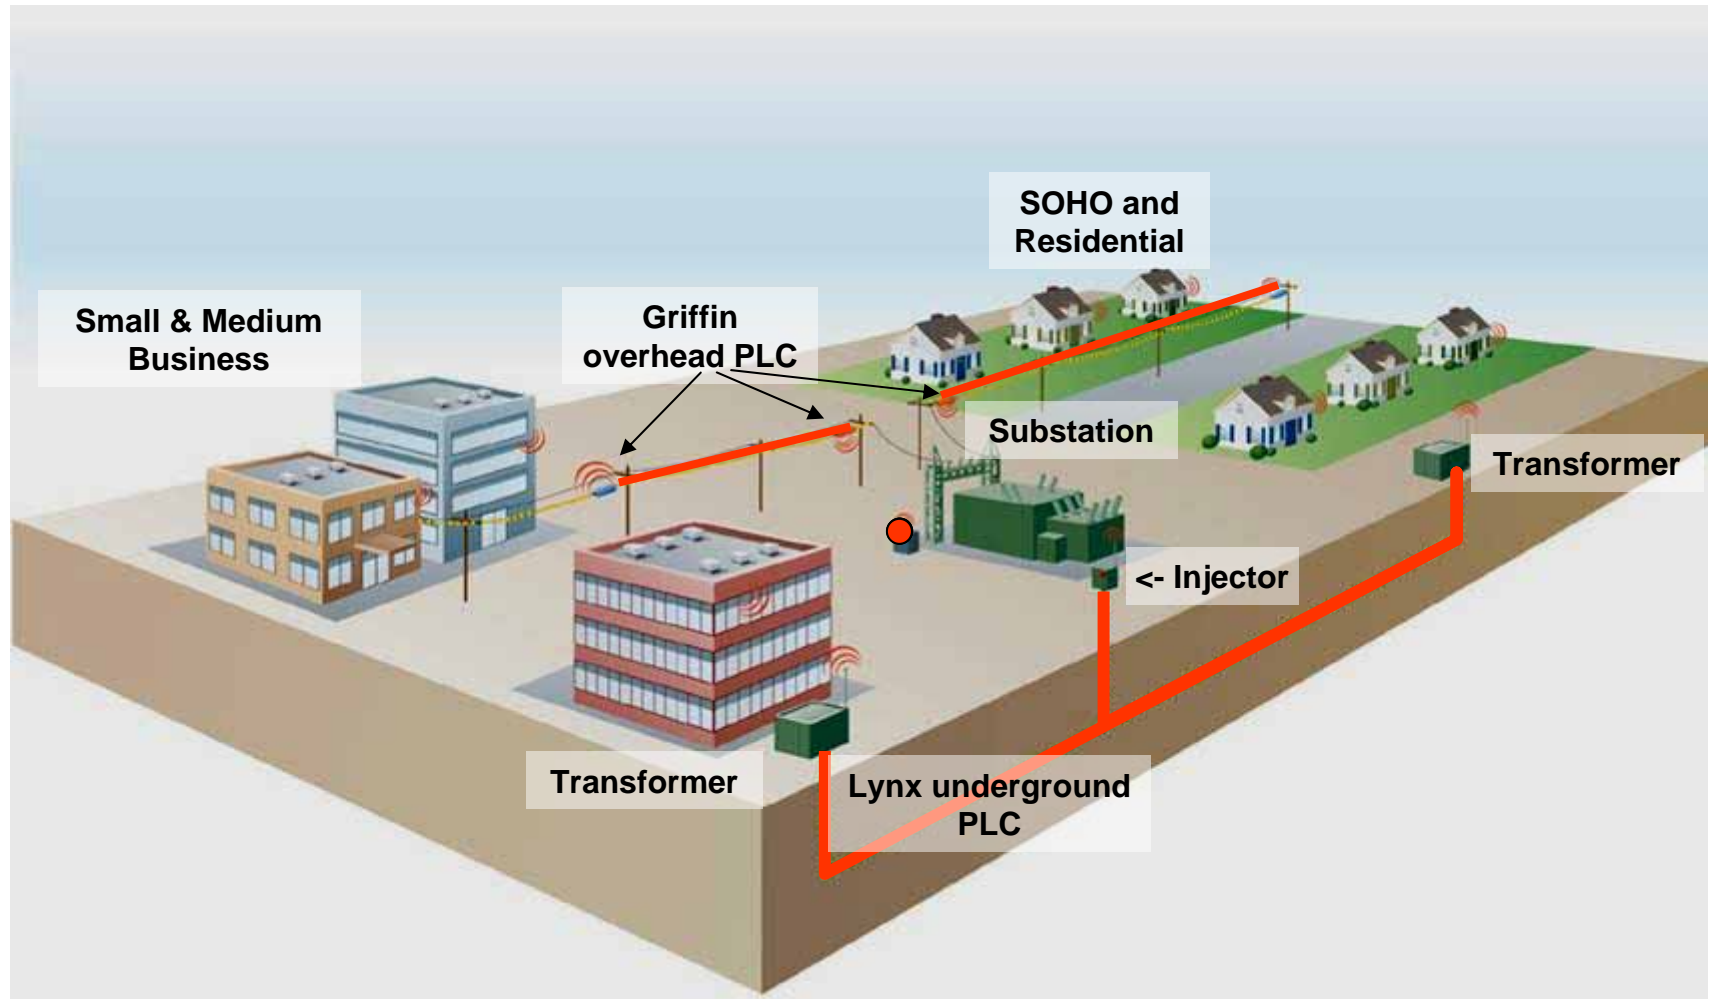 SOHO and
Residential
Small & Medium
Business
Griffin
overhead PLC
Substation
Transformer
<- Injector
Transformer
Lynx underground
PLC